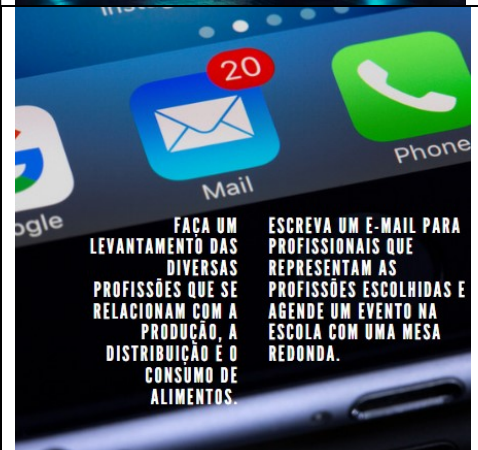 20
Mail
Phone
ogle
FAÇA UM
LEVANTAMENTO DAS
DIVERSAS
PROFISSÕES QUE SE
RELACIONAM COM A
PRODUÇÃO, A
DISTRIBUIÇÃO E O
CONSUMO DE
ALIMENTOS.
ESCREVA UM E-MAIL PARA
PROFISSIONAIS QUE
REPRESENTAM AS
PROFISSÕES ESCOLHIDAS E
AGENDE UM EVENTO NA
ESCOLA COM UMA MESA
REDONDA.